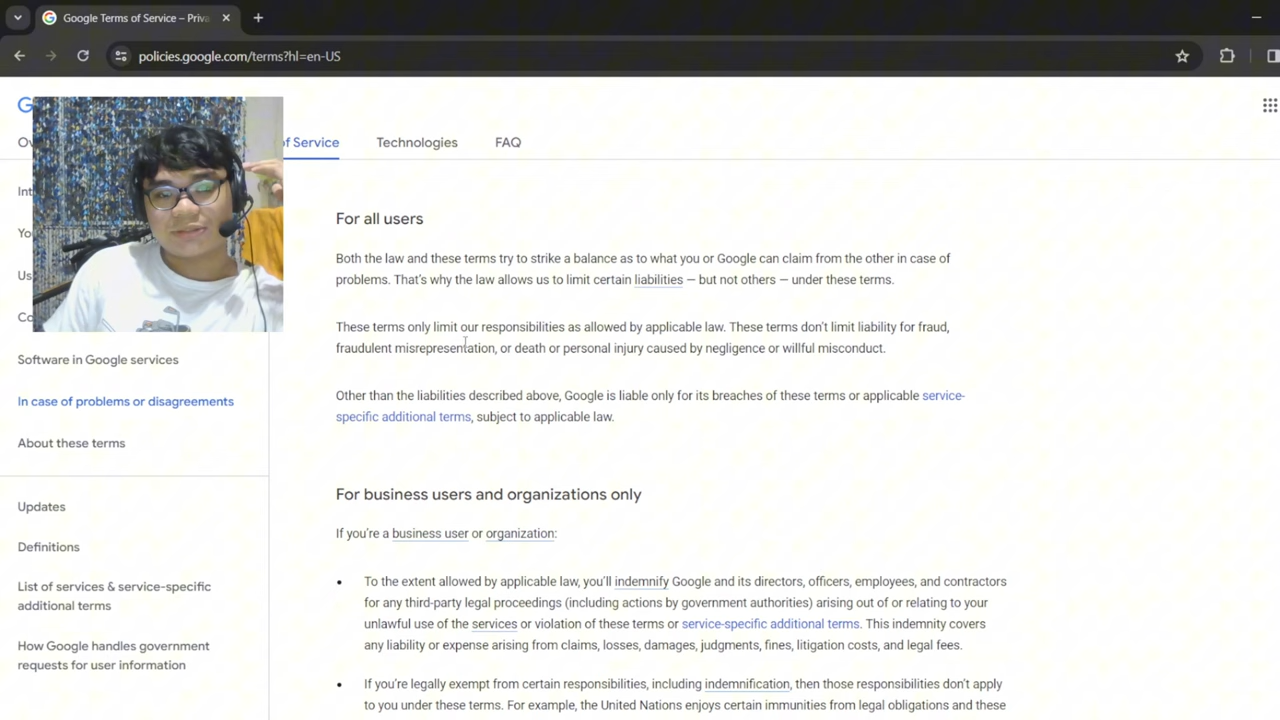 Google Terms of Service – Priva
policies.google.com/terms?hl=en-US
G
of Service
Technologies
FAQ
Software in Google services
In case of problems or disagreements
About these terms
Updates
Definitions
List of services & service-specific
additional terms
How Google handles government
requests for user information
For all users
Both the law and these terms try to strike a balance as to what you or Google can claim from the other in case of
problems. That's why the law allows us to limit certain liabilities — but not others — under these terms.
These terms only limit our responsibilities as allowed by applicable law. These terms don't limit liability for fraud,
fraudulent misrepresentation, or death or personal injury caused by negligence or willful misconduct.
Other than the liabilities described above, Google is liable only for its breaches of these terms or applicable service-
specific additional terms, subject to applicable law.
For business users and organizations only
If you're a business user or organization:
• To the extent allowed by applicable law, you'll indemnify Google and its directors, officers, employees, and contractors
for any third-party legal proceedings (including actions by government authorities) arising out of or relating to your
unlawful use of the services or violation of these terms or service-specific additional terms. This indemnity covers
any liability or expense arising from claims, losses, damages, judgments, fines, litigation costs, and legal fees.
• If you're legally exempt from certain responsibilities, including indemnification, then those responsibilities don't apply
to you under these terms. For example, the United Nations enjoys certain immunities from legal obligations and these